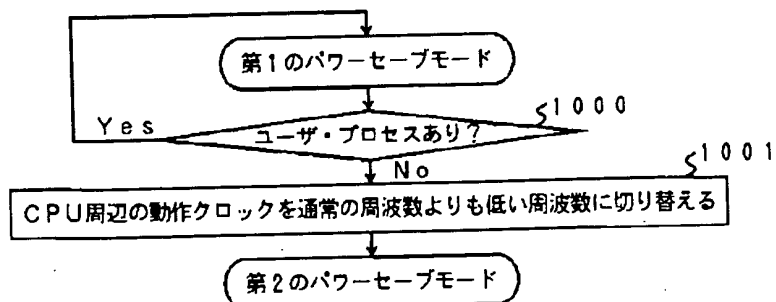 第1のパワーセーブモード
1000
Yes
ユーザ・プロセスあり?
1001
No
CPU周辺の動作クロックを通常の周波数よりも低い周波数に切り替える
第2のパワーセーブモード